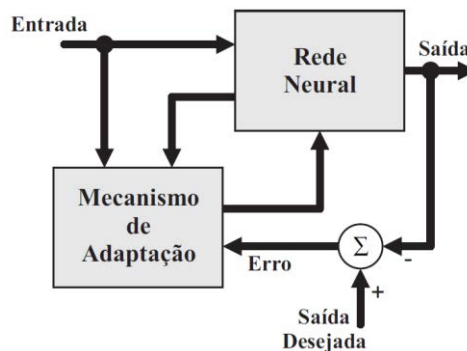 Entrada
Rede
Neural
Saída
Mecanismo
de
Adaptação
Erro
Σ
-
+
Saída
Desejada